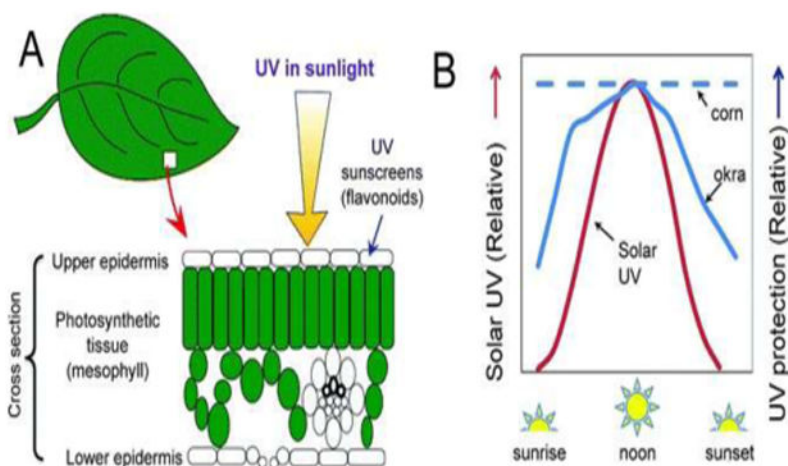 A
UV in sunlight
UV
sunscreens
(flavonoids)
Upper epidermis
Photosynthetic
tissue
(mesophyll)
Cross section
Lower epidermis
B
Solar UV (Relative)
corn
okra
Solar
UV
UV protection (Relative)
sunrise
noon
sunset